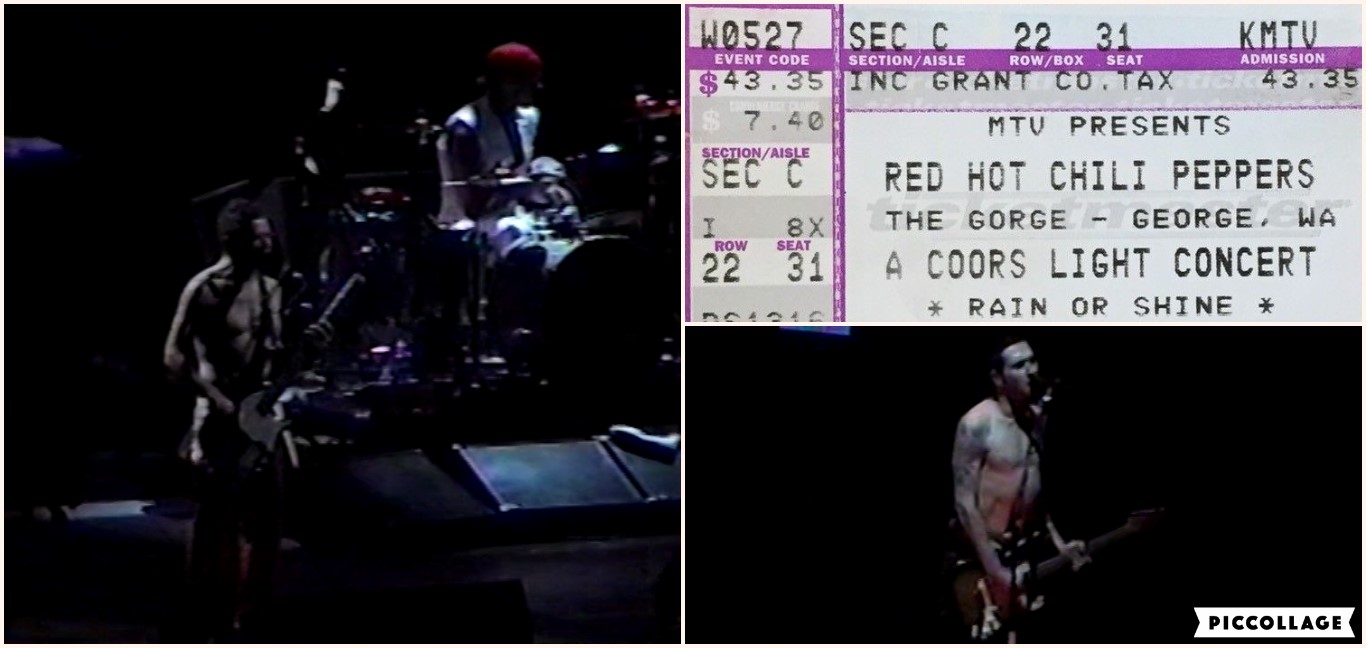 W0527
EVENT CODE
$43.35
CONVENIENCE CHARGE
$ 7.40
SECTION/AISLE
SEC C
I 8X
ROW SEAT
22 31
SEC C 22 31 KMTV
SECTION/AISLE ROW/BOX SEAT ADMISSION
INC GRANT CO.TAX 43.35
MTV PRESENTS
RED HOT CHILI PEPPERS
ticketmaster
THE GORGE - GEORGE, WA
A COORS LIGHT CONCERT
* RAIN OR SHINE *
PICCOLLAGE